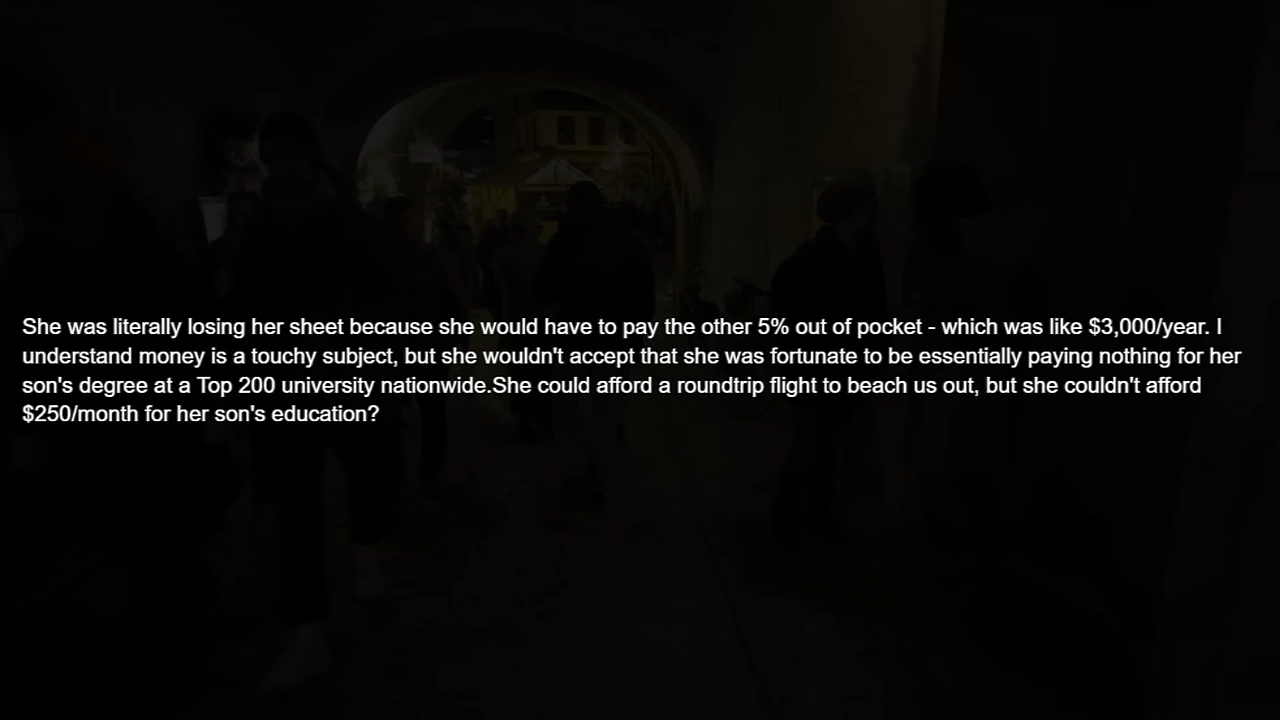 She was literally losing her sheet because she would have to pay the other 5% out of pocket - which was like $3,000/year. I
understand money is a touchy subject, but she wouldn't accept that she was fortunate to be essentially paying nothing for her
son's degree at a Top 200 university nationwide.She could afford a roundtrip flight to beach us out, but she couldn't afford
$250/month for her son's education?